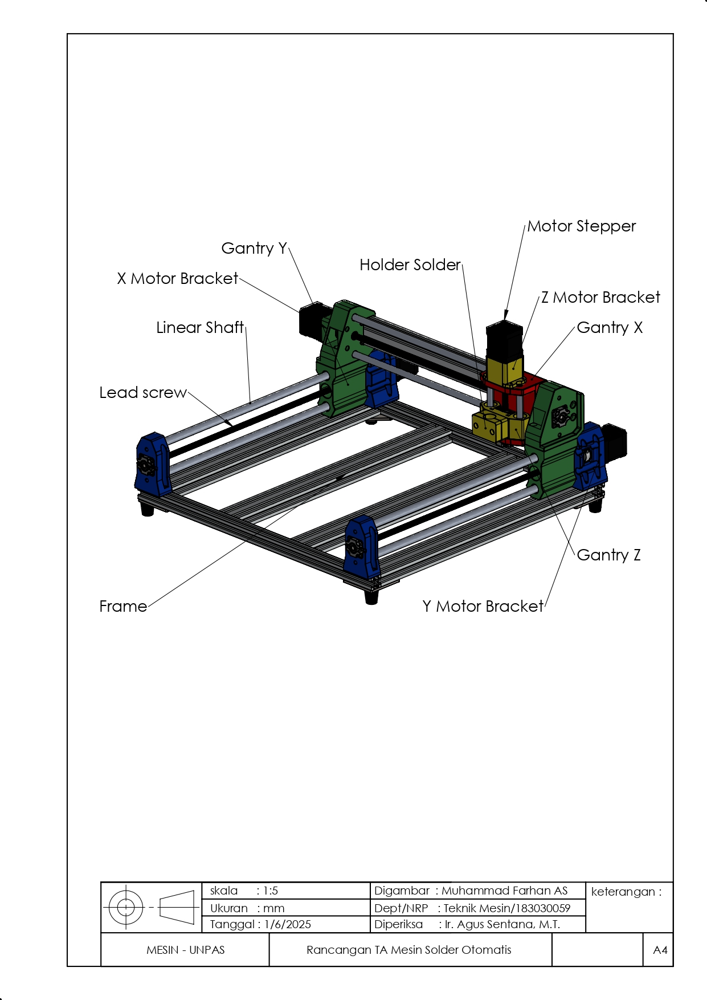 Motor Stepper
Gantry Y
Holder Solder
X Motor Bracket
Z Motor Bracket
Linear Shaft
Gantry X
Lead screw
Gantry Z
Frame
Y Motor Bracket
skala : 1:5
Digambar : Muhammad Farhan AS
keterangan :
Ukuran : mm
Dept/NRP : Teknik Mesin/183030059
Tanggal : 1/6/2025
Diperiksa : Ir. Agus Sentana, M.T.
MESIN - UNPAS
Rancangan TA Mesin Solder Otomatis
A4